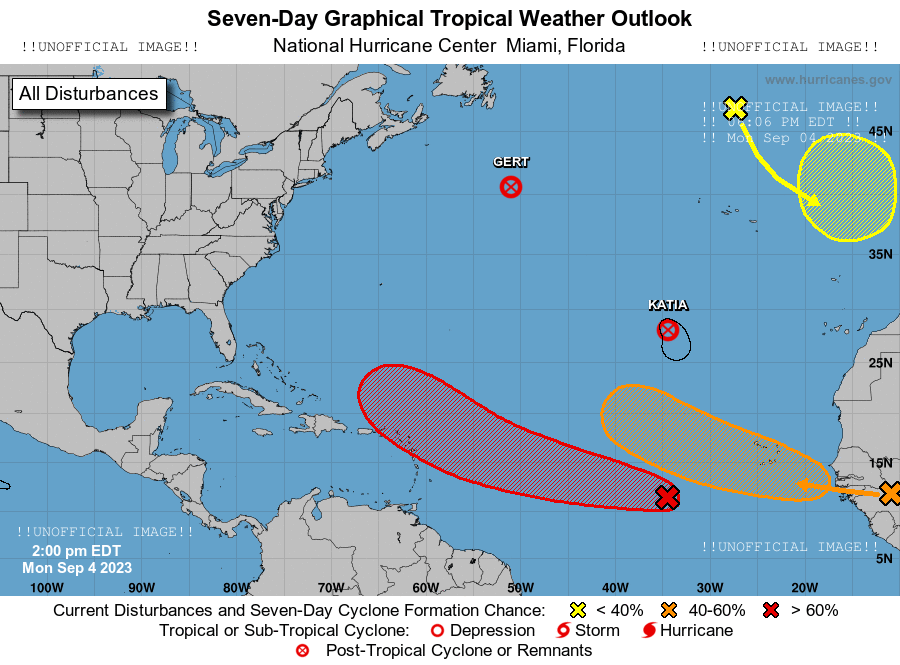 Seven-Day Graphical Tropical Weather Outlook
!!UNOFFICIAL IMAGE!! National Hurricane Center Miami, Florida !!UNOFFICIAL IMAGE!!
All Disturbances
www.hurricanes.gov
!!UNOFFICIAL IMAGE!!
!! 06 PM EDT !!
!! Mon Sep 04 2023 !!
45N
GERT
35N
KATIA
25N
15N
!!UNOFFICIAL IMAGE!!
!!UNOFFICIAL IMAGE!!
2:00 pm EDT
5N
Mon Sep 4 2023
100W 90W 80W 70W 60W 50W 40W 30W 20W
Current Disturbances and Seven-Day Cyclone Formation Chance: < 40% 40-60% > 60%
Tropical or Sub-Tropical Cyclone: Depression Storm Hurricane
Post-Tropical Cyclone or Remnants